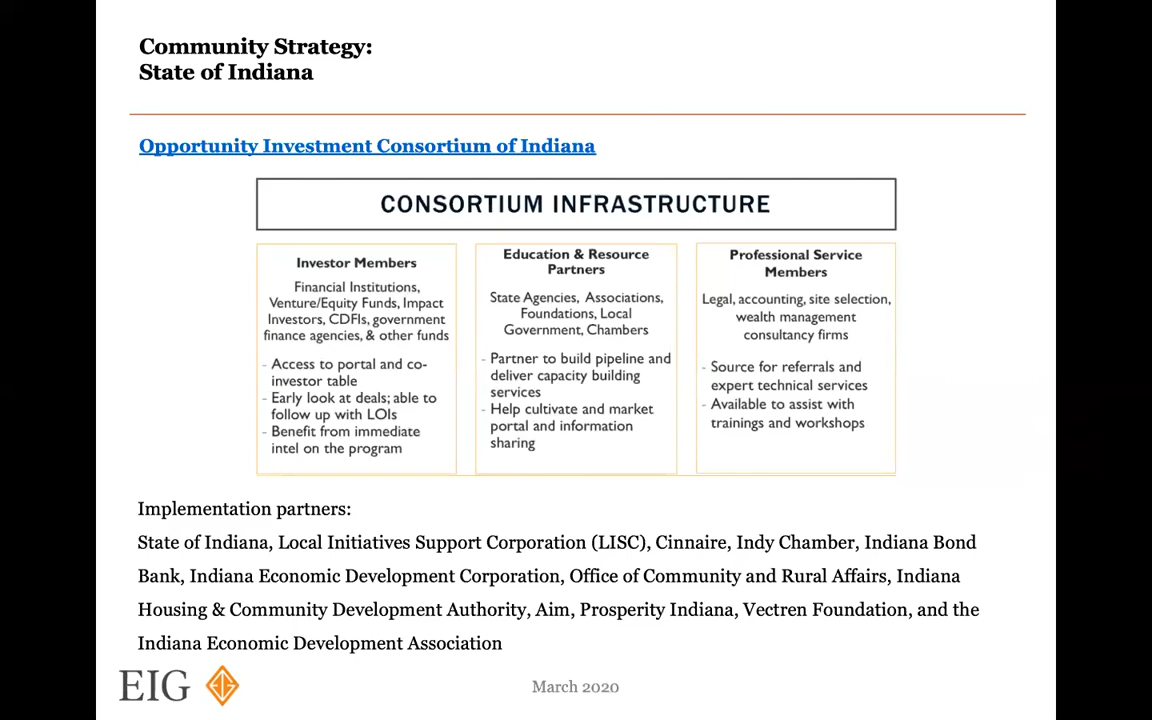 Community Strategy:
State of Indiana
Opportunity Investment Consortium of Indiana
CONSORTIUM INFRASTRUCTURE
Investor Members
Financial Institutions,
Venture/Equity Funds, Impact
Investors, CDFIs, government
finance agencies, & other funds
- Access to portal and co-
investor table
- Early look at deals; able to
follow up with LOIs
- Benefit from immediate
intel on the program
Education & Resource
Partners
State Agencies, Associations,
Foundations, Local
Government, Chambers
- Partner to build pipeline and
deliver capacity building
services
- Help cultivate and market
portal and information
sharing
Professional Service
Members
Legal, accounting, site selection,
wealth management
consultancy firms
- Source for referrals and
expert technical services
- Available to assist with
trainings and workshops
Implementation partners:
State of Indiana, Local Initiatives Support Corporation (LISC), Cinnaire, Indy Chamber, Indiana Bond
Bank, Indiana Economic Development Corporation, Office of Community and Rural Affairs, Indiana
Housing & Community Development Authority, Aim, Prosperity Indiana, Vectren Foundation, and the
Indiana Economic Development Association
EIG
March 2020